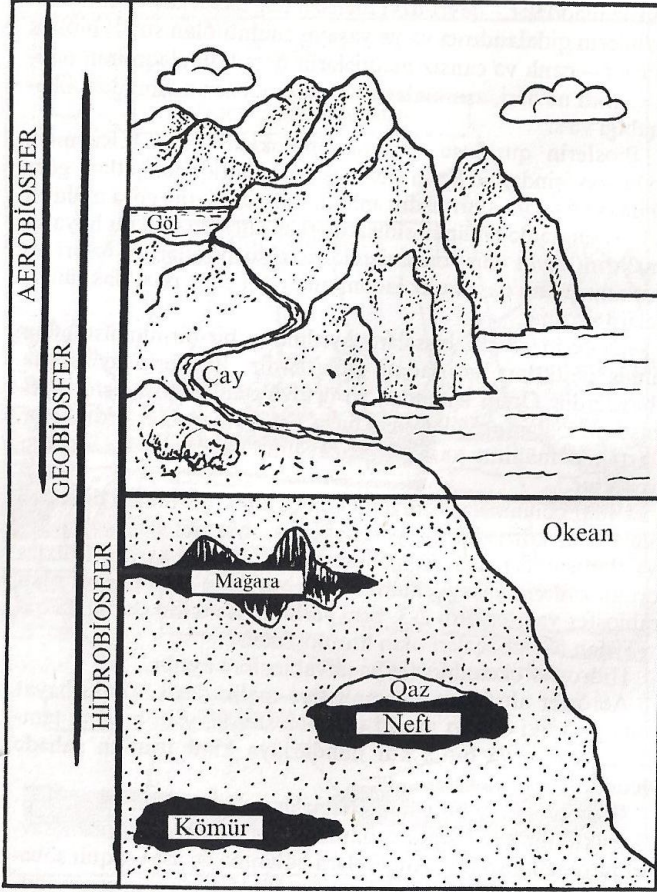 AEROBİOSFER
GEOBİOSFER
HİDROBİOSFER
Göl
Çay
Okean
Mağara
Qaz
Neft
Kömür